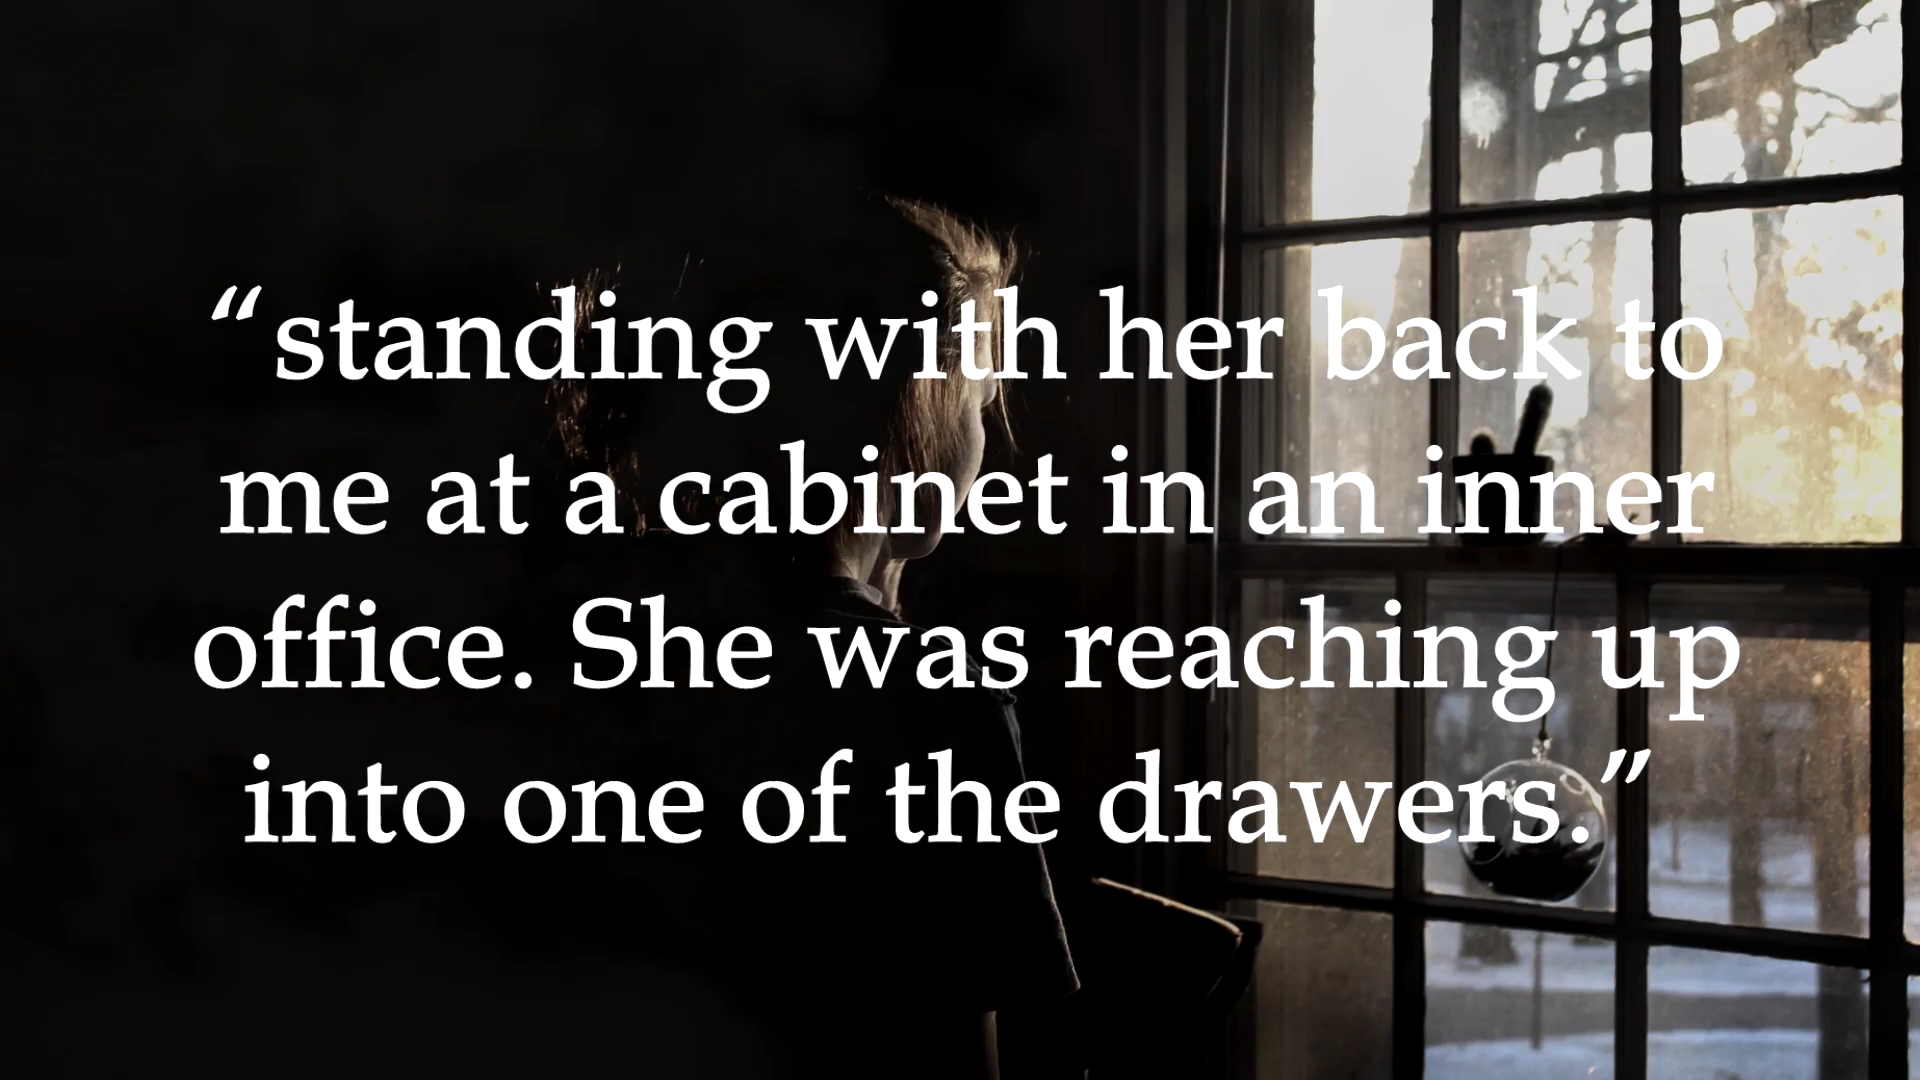 “standing with her back to
me at a cabinet in an inner
office. She was reaching up
into one of the drawers.”